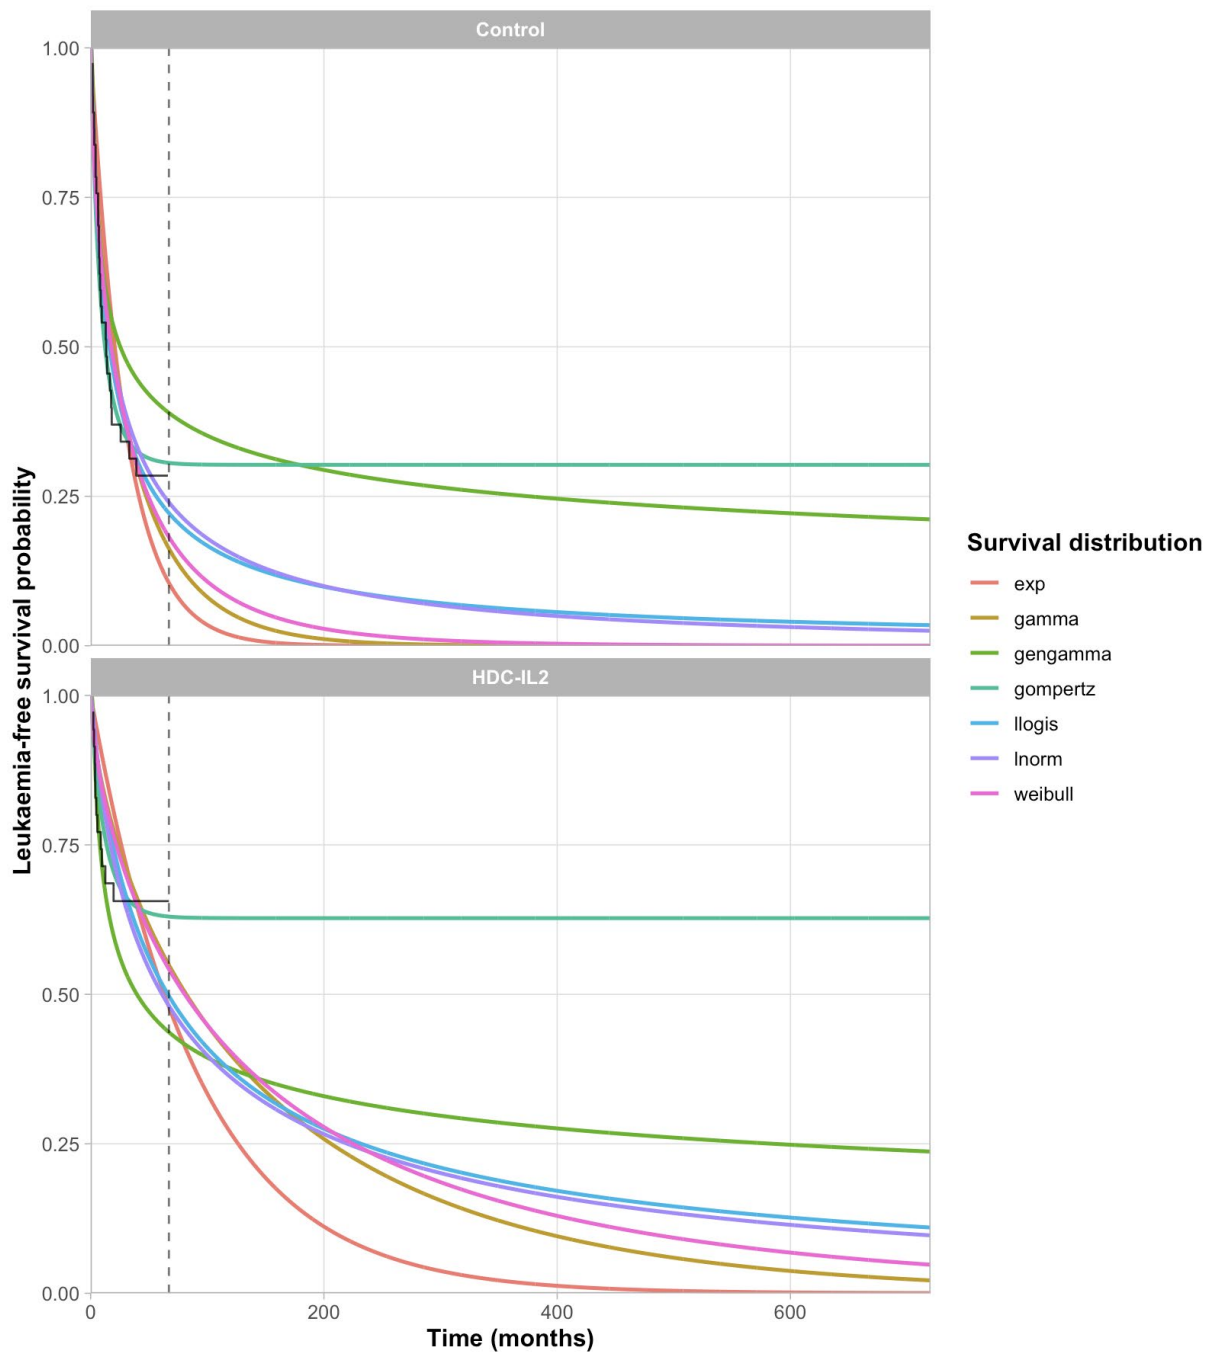 Control
1.00
0.75
0.50
0.25
0.00
HDC-IL2
1.00
0.75
0.50
0.25
0.00
0 200 400 600
Time (months)
Leukaemia-free survival probability
Survival distribution
exp
gamma
gengamma
gompertz
llogis
lnorm
weibull